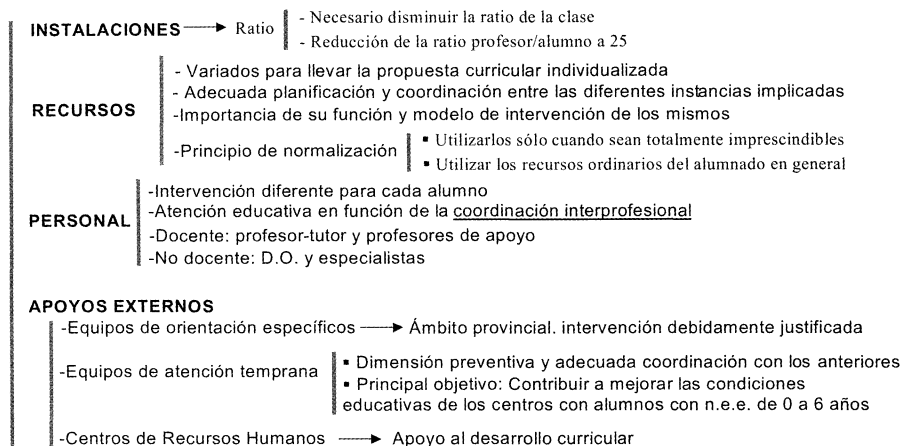 INSTALACIONES → Ratio
- Necesario disminuir la ratio de la clase
- Reducción de la ratio profesor/alumno a 25
RECURSOS
- Variados para llevar la propuesta curricular individualizada
- Adecuada planificación y coordinación entre las diferentes instancias implicadas
-Importancia de su función y modelo de intervención de los mismos
-Principio de normalización
▪ Utilizarlos sólo cuando sean totalmente imprescindibles
▪ Utilizar los recursos ordinarios del alumnado en general
PERSONAL
-Intervención diferente para cada alumno
-Atención educativa en función de la coordinación interprofesional
-Docente: profesor-tutor y profesores de apoyo
-No docente: D.O. y especialistas
APOYOS EXTERNOS
-Equipos de orientación específicos → Ámbito provincial. intervención debidamente justificada
-Equipos de atención temprana
▪ Dimensión preventiva y adecuada coordinación con los anteriores
▪ Principal objetivo: Contribuir a mejorar las condiciones
educativas de los centros con alumnos con n.e.e. de 0 a 6 años
-Centros de Recursos Humanos → Apoyo al desarrollo curricular